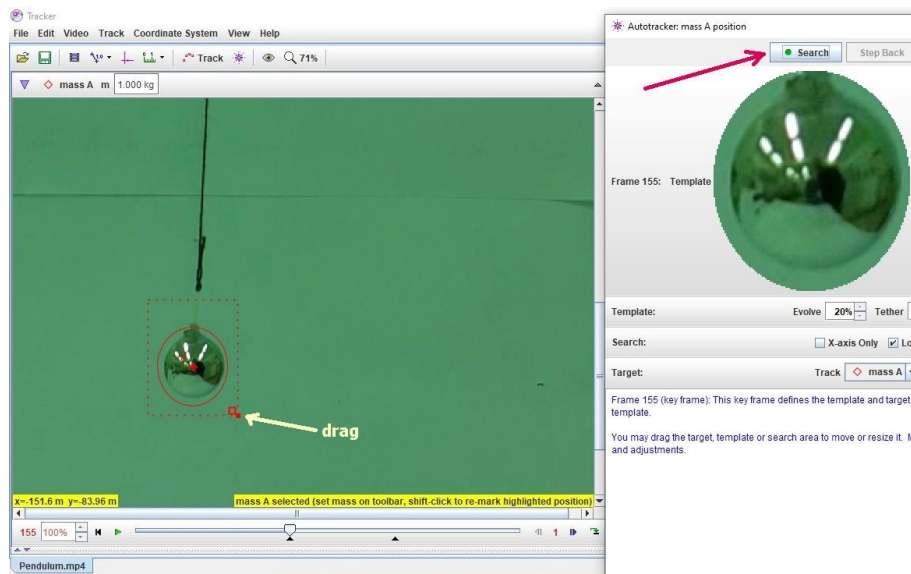 Tracker
File Edit Video Track Coordinate System View Help
Track 71%
mass A m 1.000 kg
drag
x=-151.6 m y=-83.96 m
mass A selected (set mass on toolbar, shift-click to re-mark highlighted position)
155 100% 1
Pendulum.mp4
Autotracker: mass A position
Search Step Back
Frame 155: Template
Template: Evolve 20% Tether
Search: X-axis Only Lo
Target: Track mass A
Frame 155 (key frame): This key frame defines the template and target
template.
You may drag the target, template or search area to move or resize it. M
and adjustments.